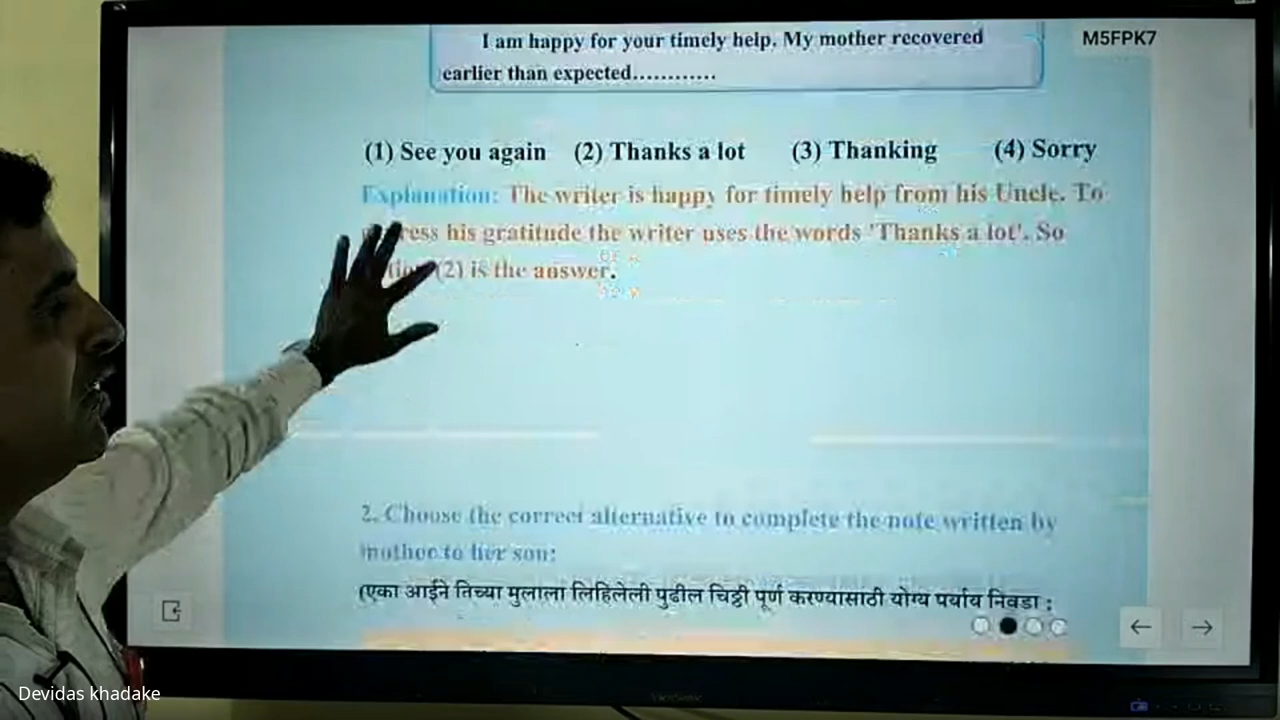 I am happy for your timely help. My mother recovered
earlier than expected............
M5FPK7
(1) See you again (2) Thanks a lot (3) Thanking (4) Sorry
Explanation: The writer is happy for timely help from his Uncle. To
his gratitude the writer uses the words 'Thanks a lot'. So
(2) is the answer.
2. Choose the correct alternative to complete the note written by
mother to her son:
(एका आईने तिच्या मुलाला लिहिलेली पुढील चिठ्ठी पूर्ण करण्यासाठी योग्य पर्याय निवडा :
Devidas khadake
ViewSonic